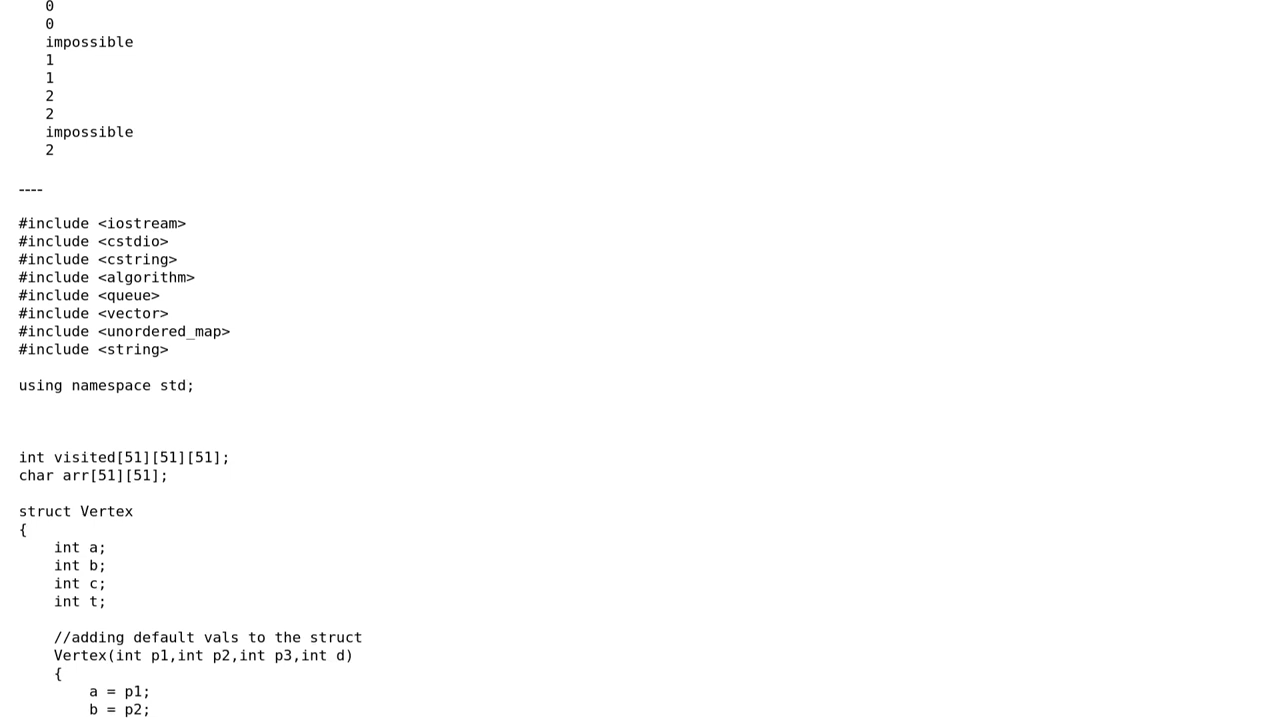 0
0
impossible
1
1
2
2
impossible
2
----
#include <iostream>
#include <cstdio>
#include <cstring>
#include <algorithm>
#include <queue>
#include <vector>
#include <unordered_map>
#include <string>
using namespace std;
int visited[51][51][51];
char arr[51][51];
struct Vertex
{
    int a;
    int b;
    int c;
    int t;
    //adding default vals to the struct
    Vertex(int p1,int p2,int p3,int d)
    {
        a = p1;
        b = p2;